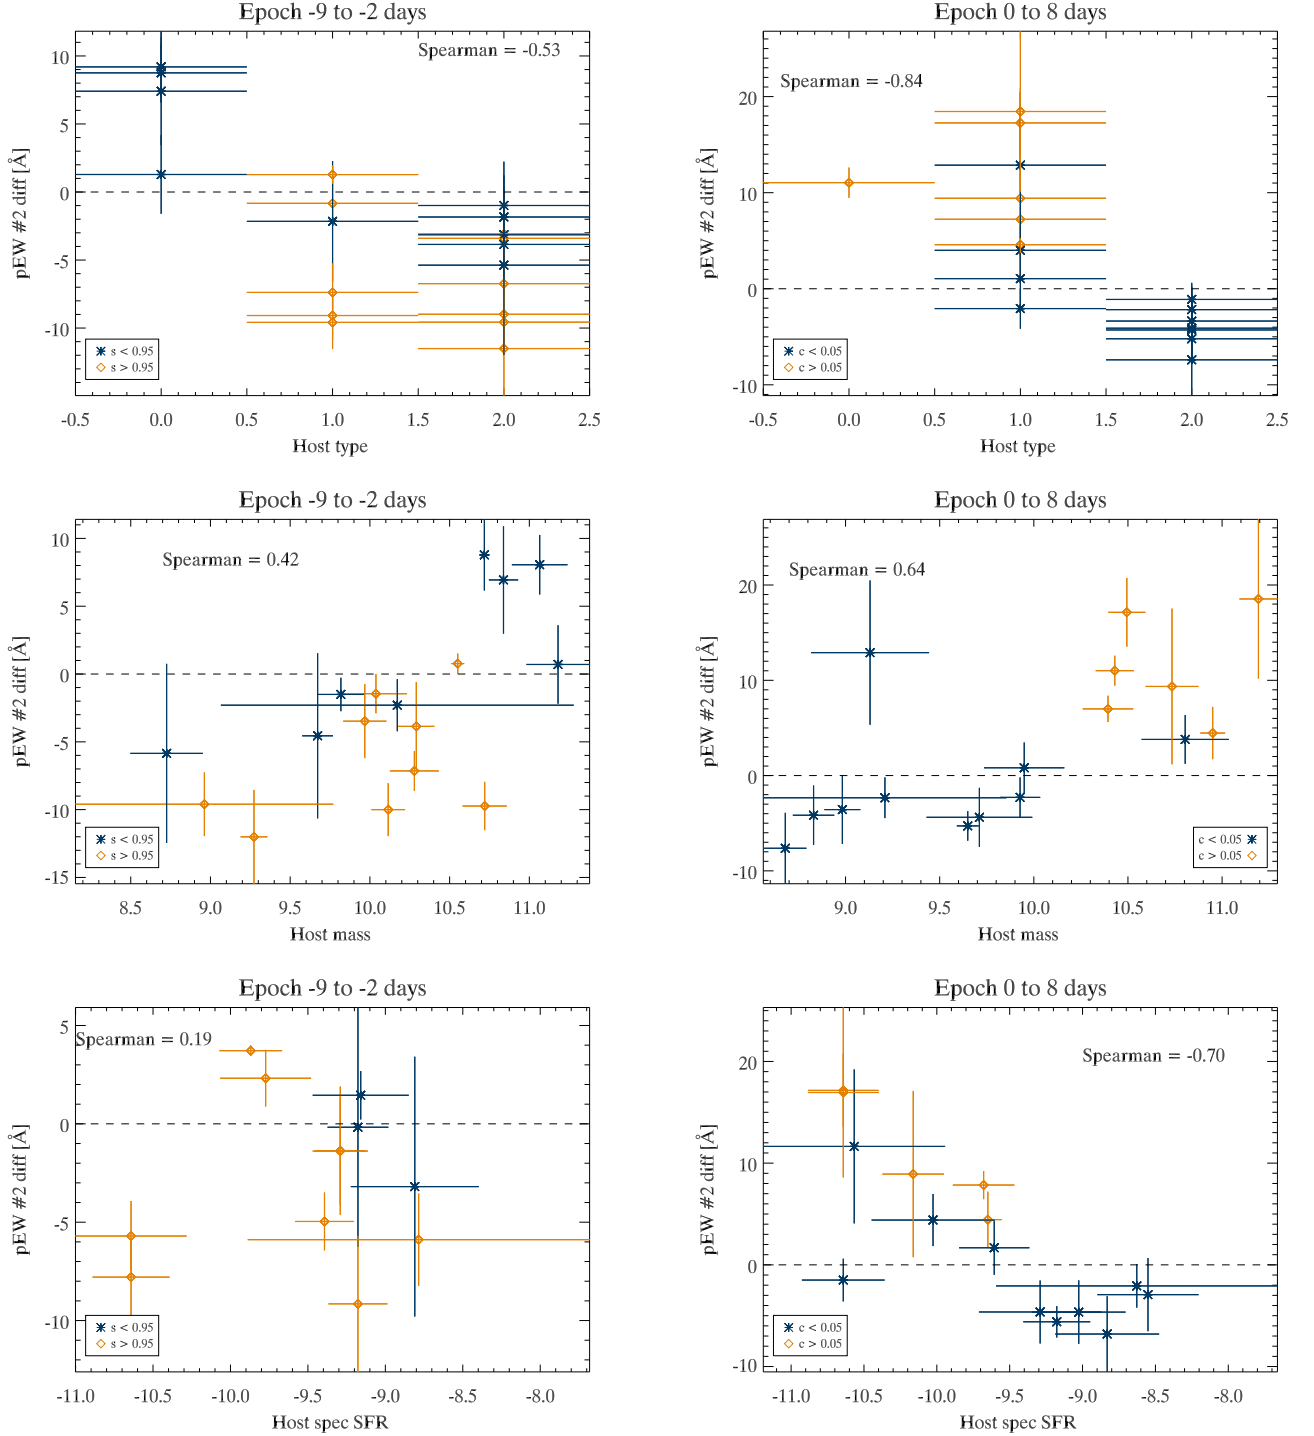 Epoch -9 to -2 days
Spearman = -0.53
pEW #2 diff [Å]
10
5
0
-5
-10
s < 0.95
s > 0.95
-0.5 0.0 0.5 1.0 1.5 2.0 2.5
Host type
Epoch 0 to 8 days
Spearman = -0.84
pEW #2 diff [Å]
20
10
0
-10
c < 0.05
c > 0.05
-0.5 0.0 0.5 1.0 1.5 2.0 2.5
Host type
Epoch -9 to -2 days
Spearman = 0.42
pEW #2 diff [Å]
10
5
0
-5
-10
-15
s < 0.95
s > 0.95
8.5 9.0 9.5 10.0 10.5 11.0
Host mass
Epoch 0 to 8 days
Spearman = 0.64
pEW #2 diff [Å]
20
10
0
-10
c < 0.05
c > 0.05
9.0 9.5 10.0 10.5 11.0
Host mass
Epoch -9 to -2 days
Spearman = 0.19
pEW #2 diff [Å]
5
0
-5
-10
s < 0.95
s > 0.95
-11.0 -10.5 -10.0 -9.5 -9.0 -8.5 -8.0
Host spec SFR
Epoch 0 to 8 days
Spearman = -0.70
pEW #2 diff [Å]
20
10
0
-10
c < 0.05
c > 0.05
-11.0 -10.5 -10.0 -9.5 -9.0 -8.5 -8.0
Host spec SFR